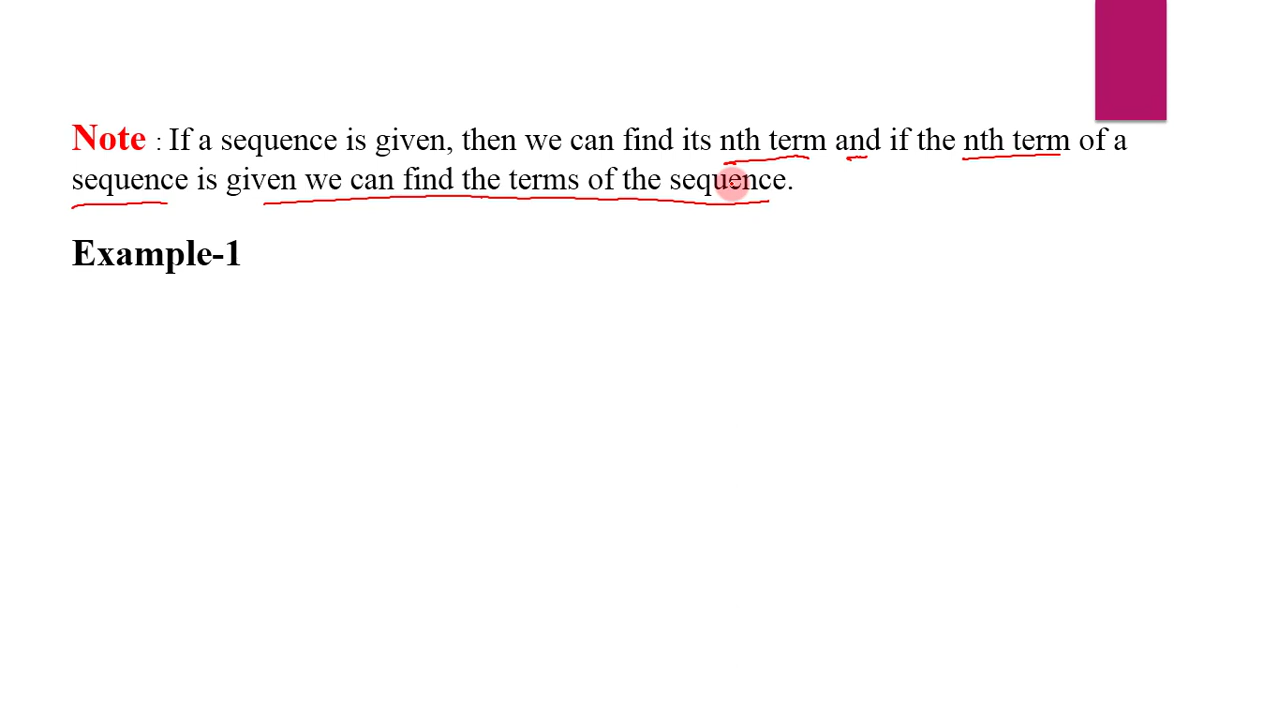 Note : If a sequence is given, then we can find its nth term and if the nth term of a
sequence is given we can find the terms of the sequence.
Example-1